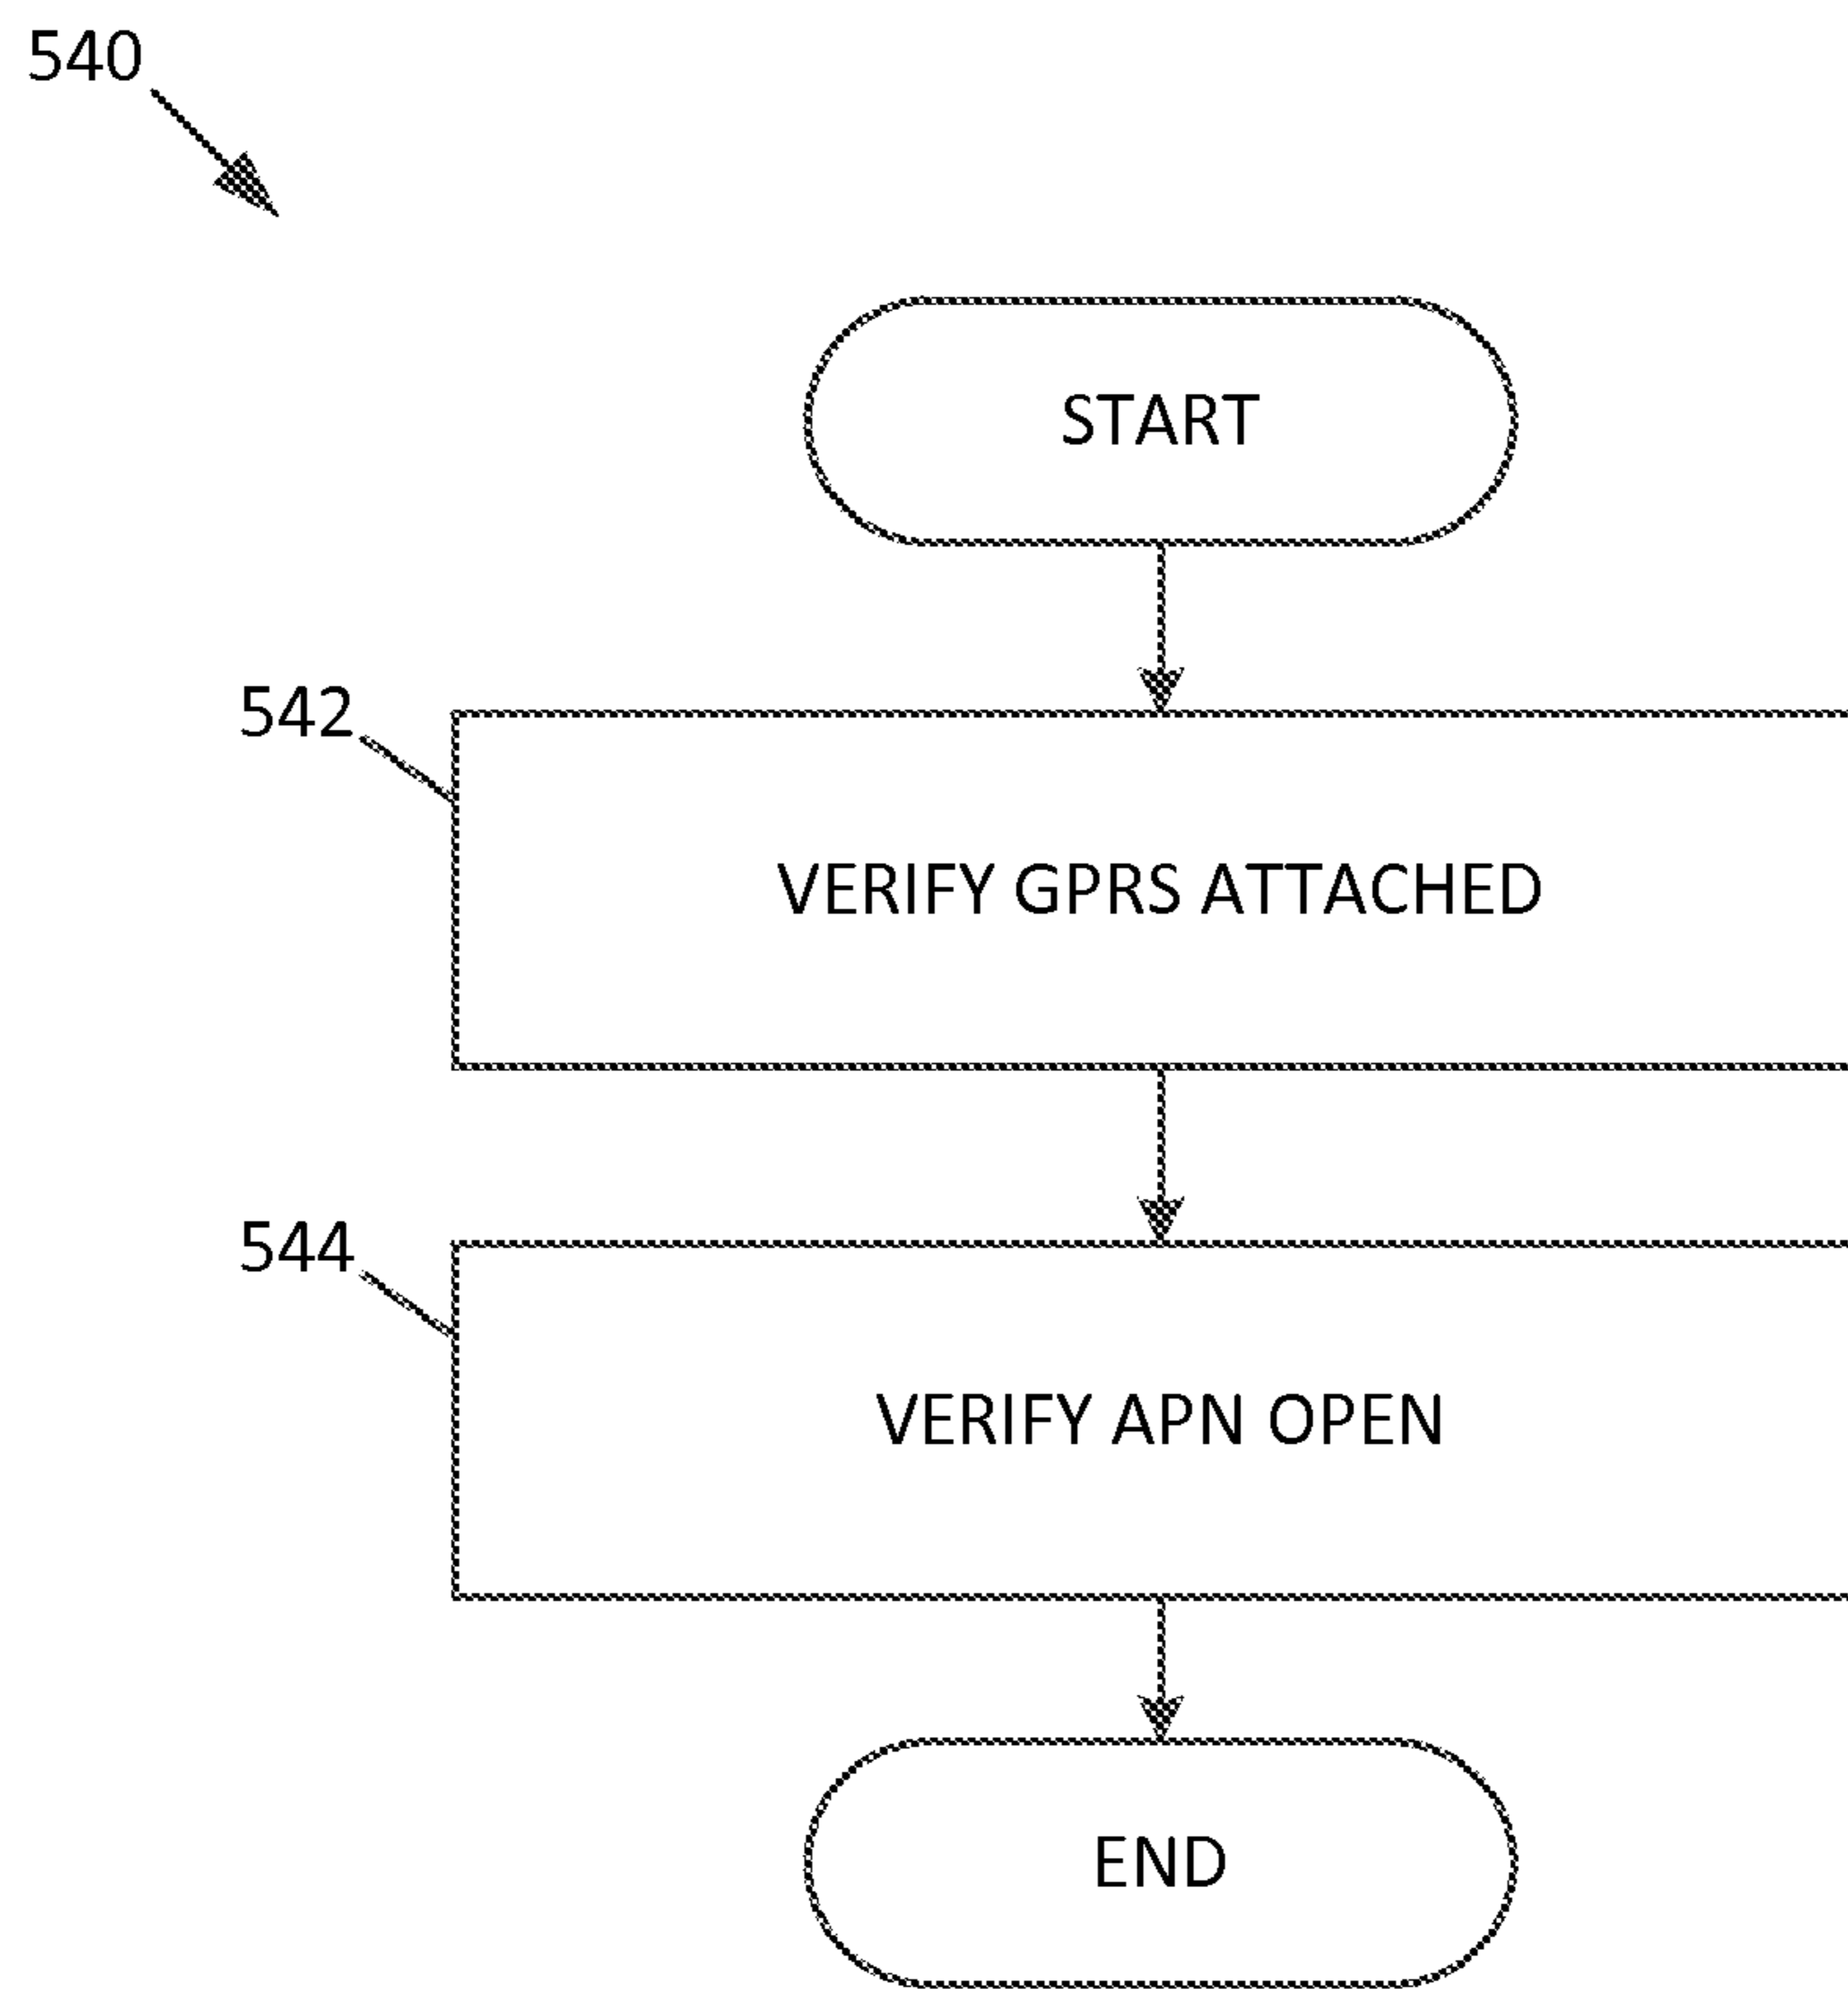 540
START
542
VERIFY GPRS ATTACHED
544
VERIFY APN OPEN
END